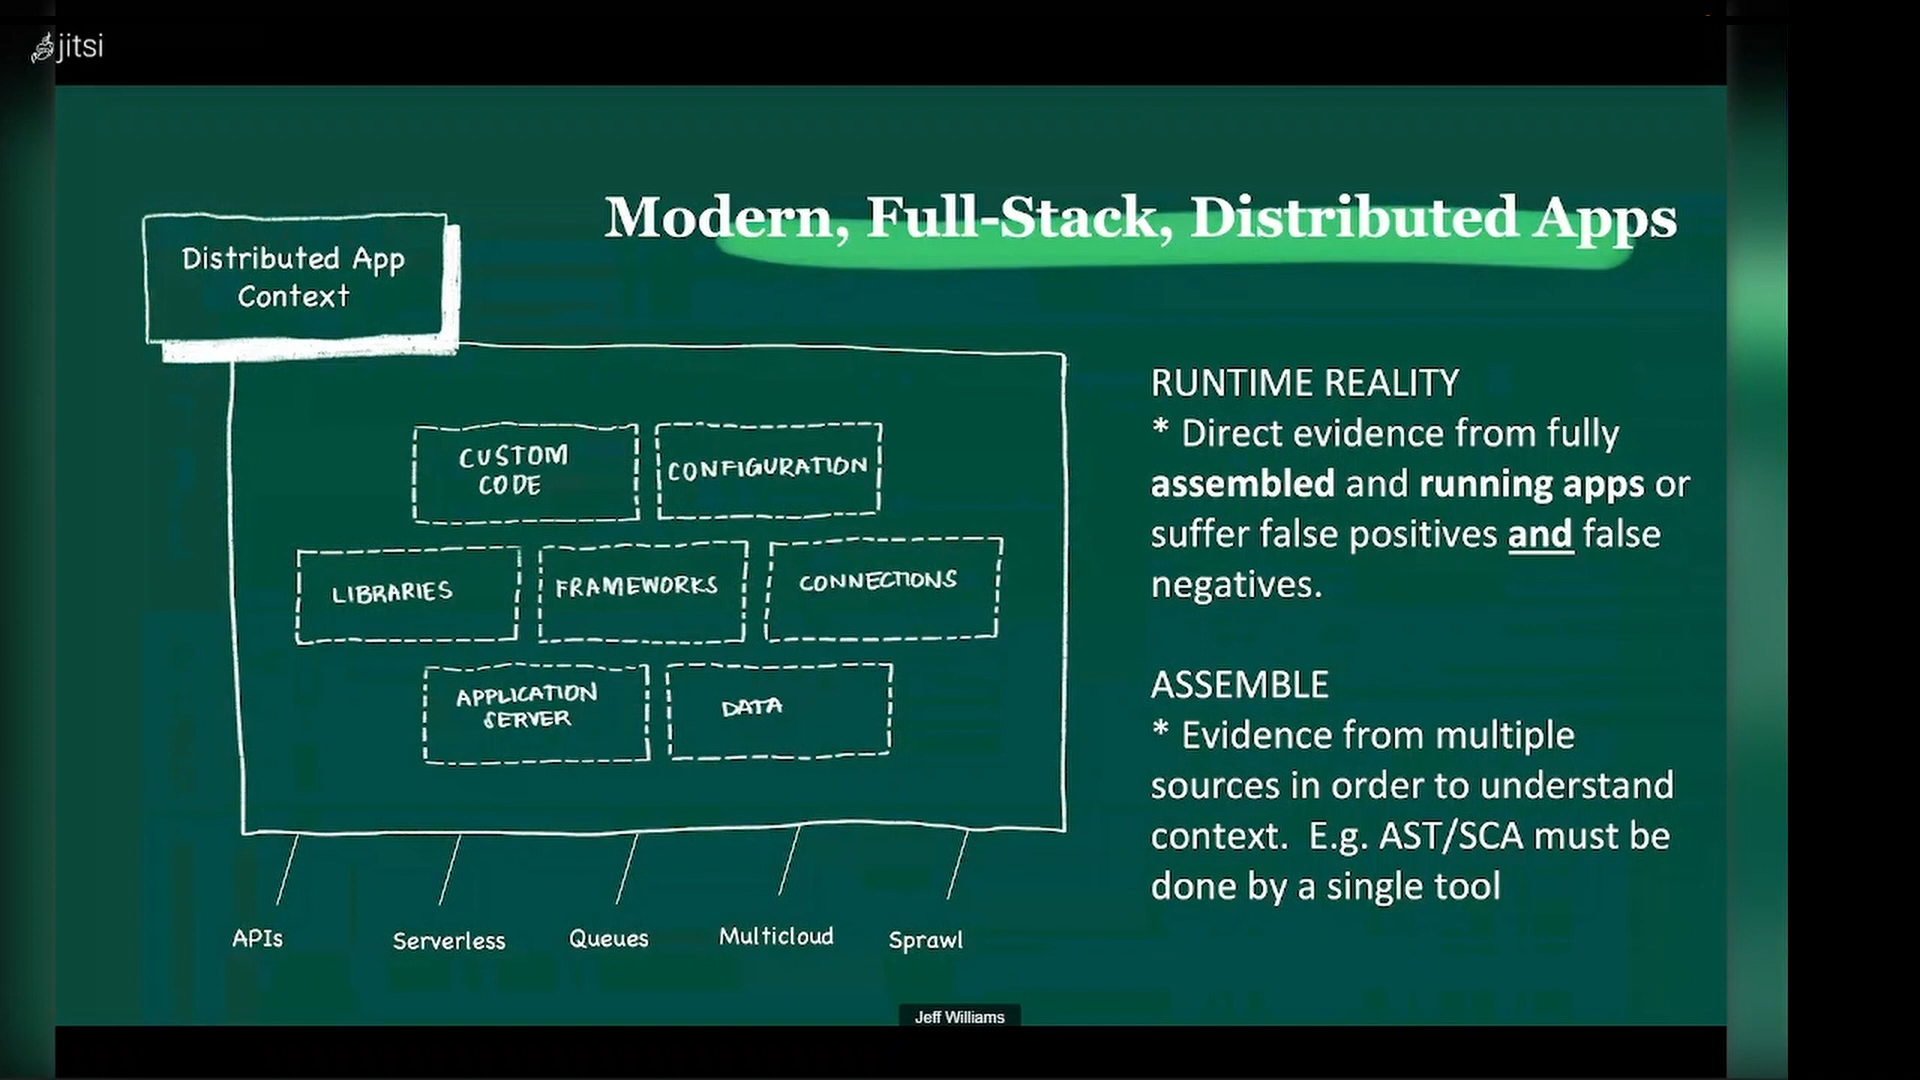 jitsi
Modern, Full-Stack, Distributed Apps
Distributed App
Context
CUSTOM
CODE
CONFIGURATION
LIBRARIES
FRAMEWORKS
CONNECTIONS
APPLICATION
SERVER
DATA
APIs
Serverless
Queues
Multicloud
Sprawl
RUNTIME REALITY
* Direct evidence from fully
assembled and running apps or
suffer false positives and false
negatives.
ASSEMBLE
* Evidence from multiple
sources in order to understand
context.  E.g. AST/SCA must be
done by a single tool
Jeff Williams